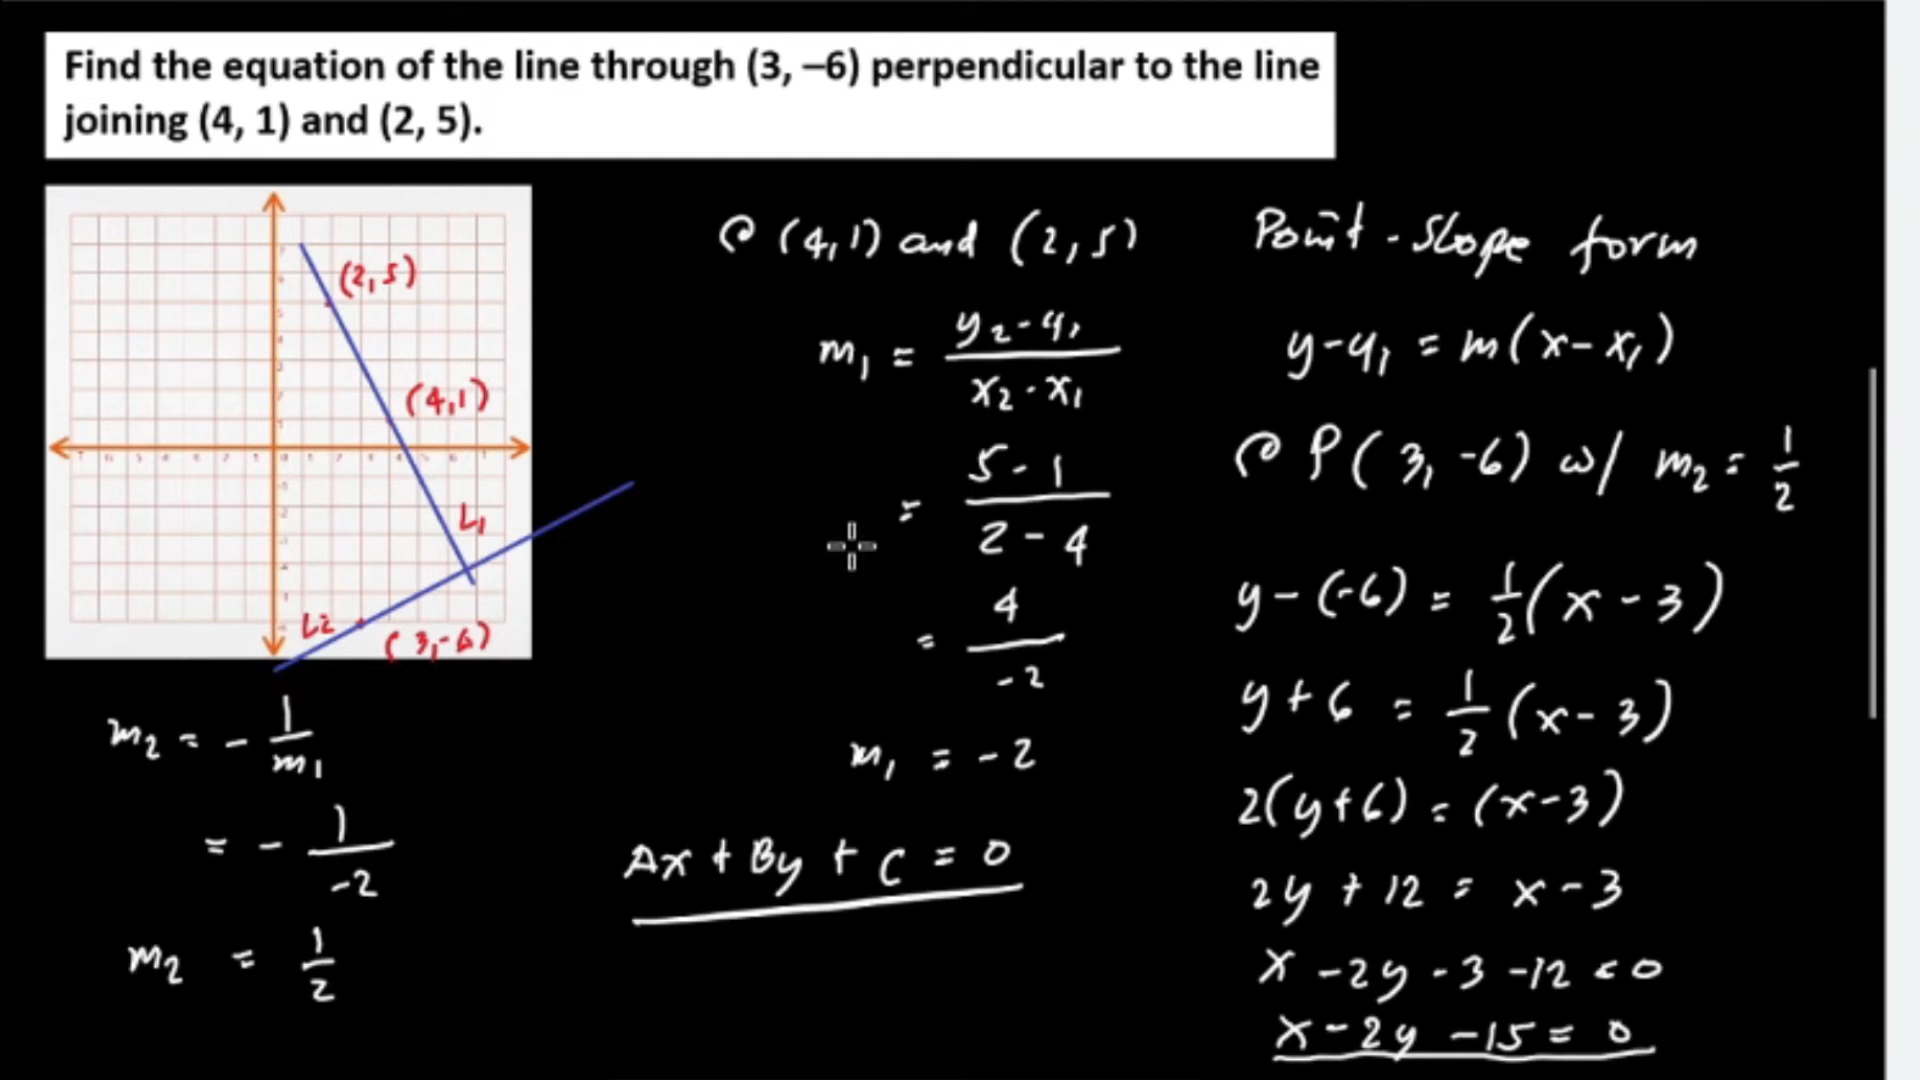 Find the equation of the line through (3, –6) perpendicular to the line
joining (4, 1) and (2, 5).
(2,5)
(4,1)
L1
L2
(3,-6)
m2 = - 1/m1
= - 1/-2
m2 = 1/2
@ (4,1) and (2,5)
m1 = y2-y1/x2-x1
= 5-1/2-4
= 4/-2
m1 = -2
Ax + By + C = 0
Point-Slope form
y-y1 = m(x-x1)
@ P(3,-6) w/ m2 = 1/2
y-(-6) = 1/2(x-3)
y+6 = 1/2(x-3)
2(y+6) = (x-3)
2y+12 = x-3
x-2y-3-12=0
x-2y-15=0